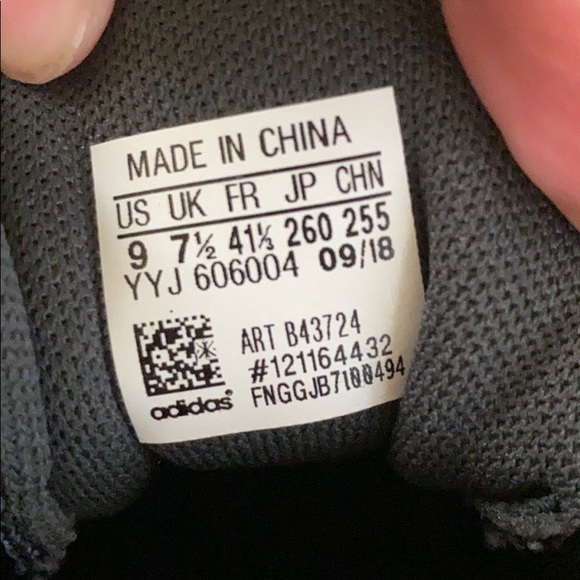 MADE IN CHINA
US UK FR JP CHN
9 7½ 41⅓ 260 255
YYJ 606004 09/18
ART B43724
#121164432
FNGGJB7100494
adidas®